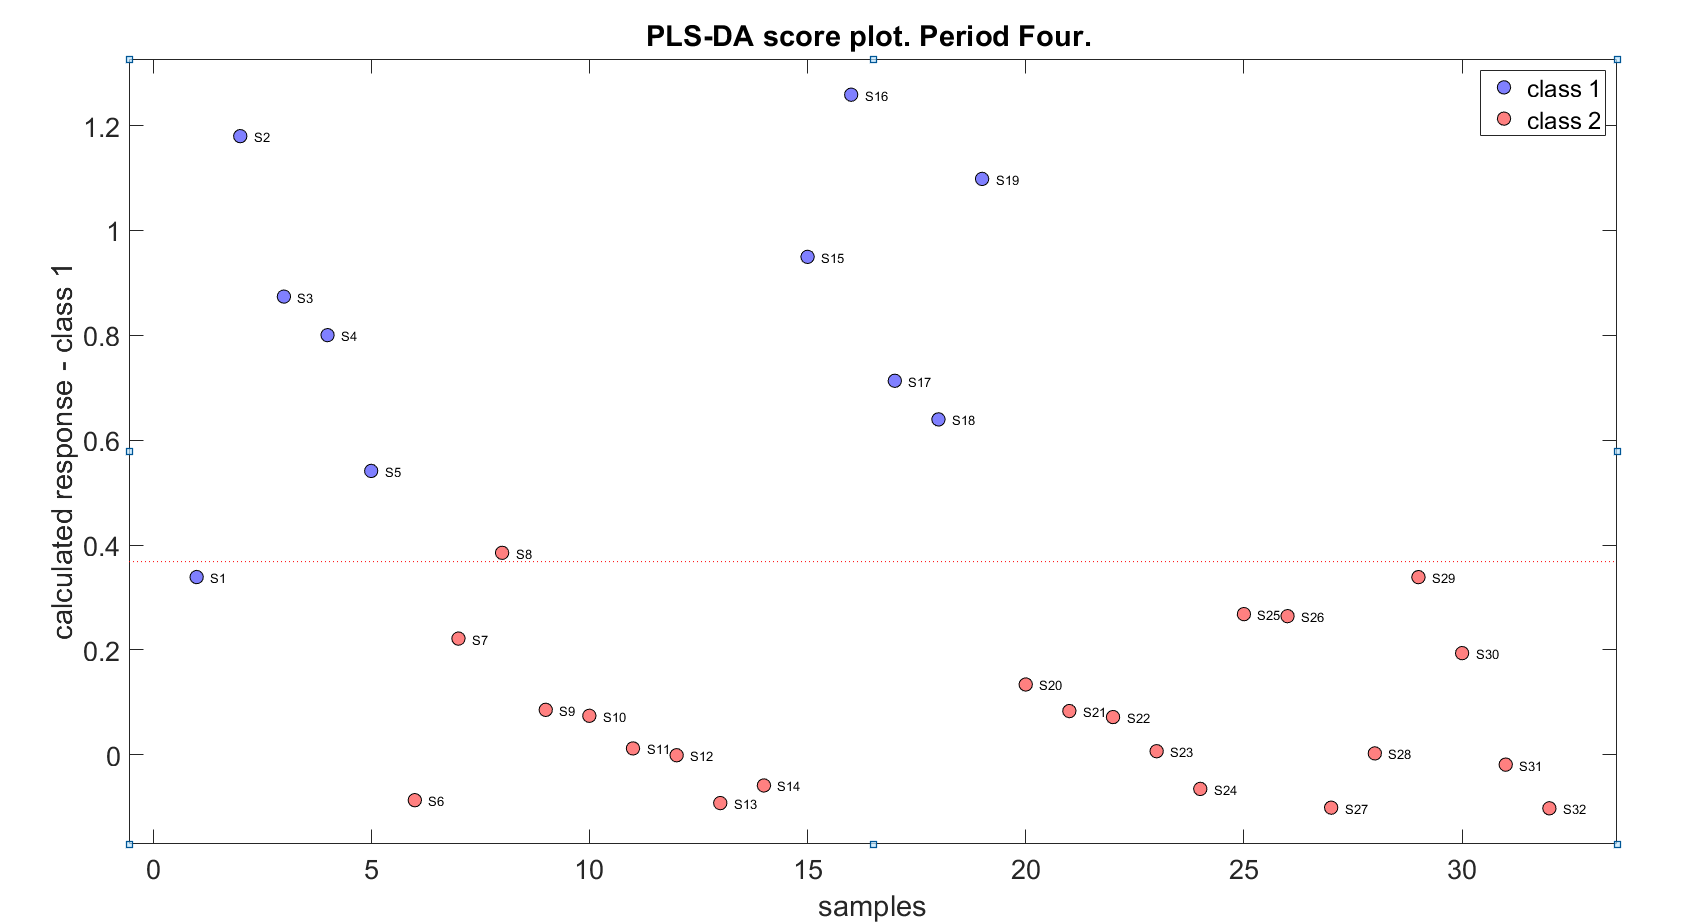 PLS-DA score plot. Period Four.
class 1
class 2
calculated response - class 1
1.2
1
0.8
0.6
0.4
0.2
0
S1
S2
S3
S4
S5
S6
S7
S8
S9
S10
S11
S12
S13
S14
S15
S16
S17
S18
S19
S20
S21
S22
S23
S24
S25
S26
S27
S28
S29
S30
S31
S32
0 5 10 15 20 25 30
samples